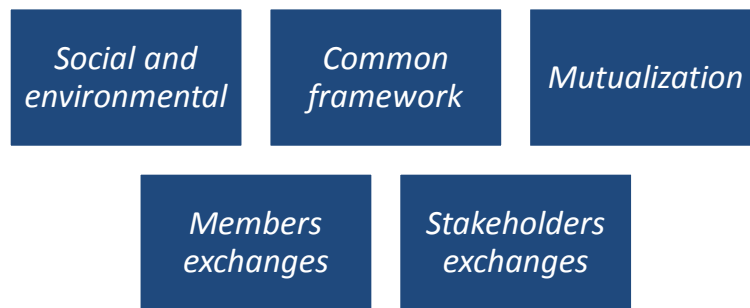 Social and
environmental
Common
framework
Mutualization
Members
exchanges
Stakeholders
exchanges